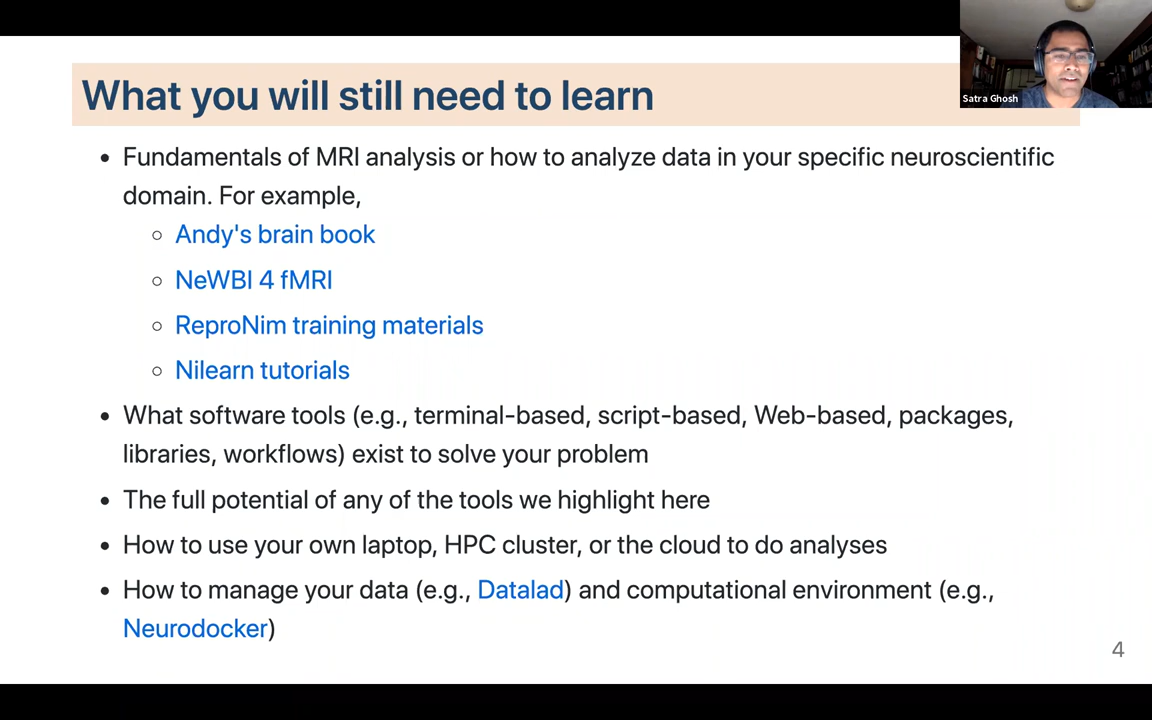 What you will still need to learn
Satra Ghosh
• Fundamentals of MRI analysis or how to analyze data in your specific neuroscientific
domain. For example,
○ Andy's brain book
○ NeWBI 4 fMRI
○ ReproNim training materials
○ Nilearn tutorials
• What software tools (e.g., terminal-based, script-based, Web-based, packages,
libraries, workflows) exist to solve your problem
• The full potential of any of the tools we highlight here
• How to use your own laptop, HPC cluster, or the cloud to do analyses
• How to manage your data (e.g., Datalad) and computational environment (e.g.,
Neurodocker)
4